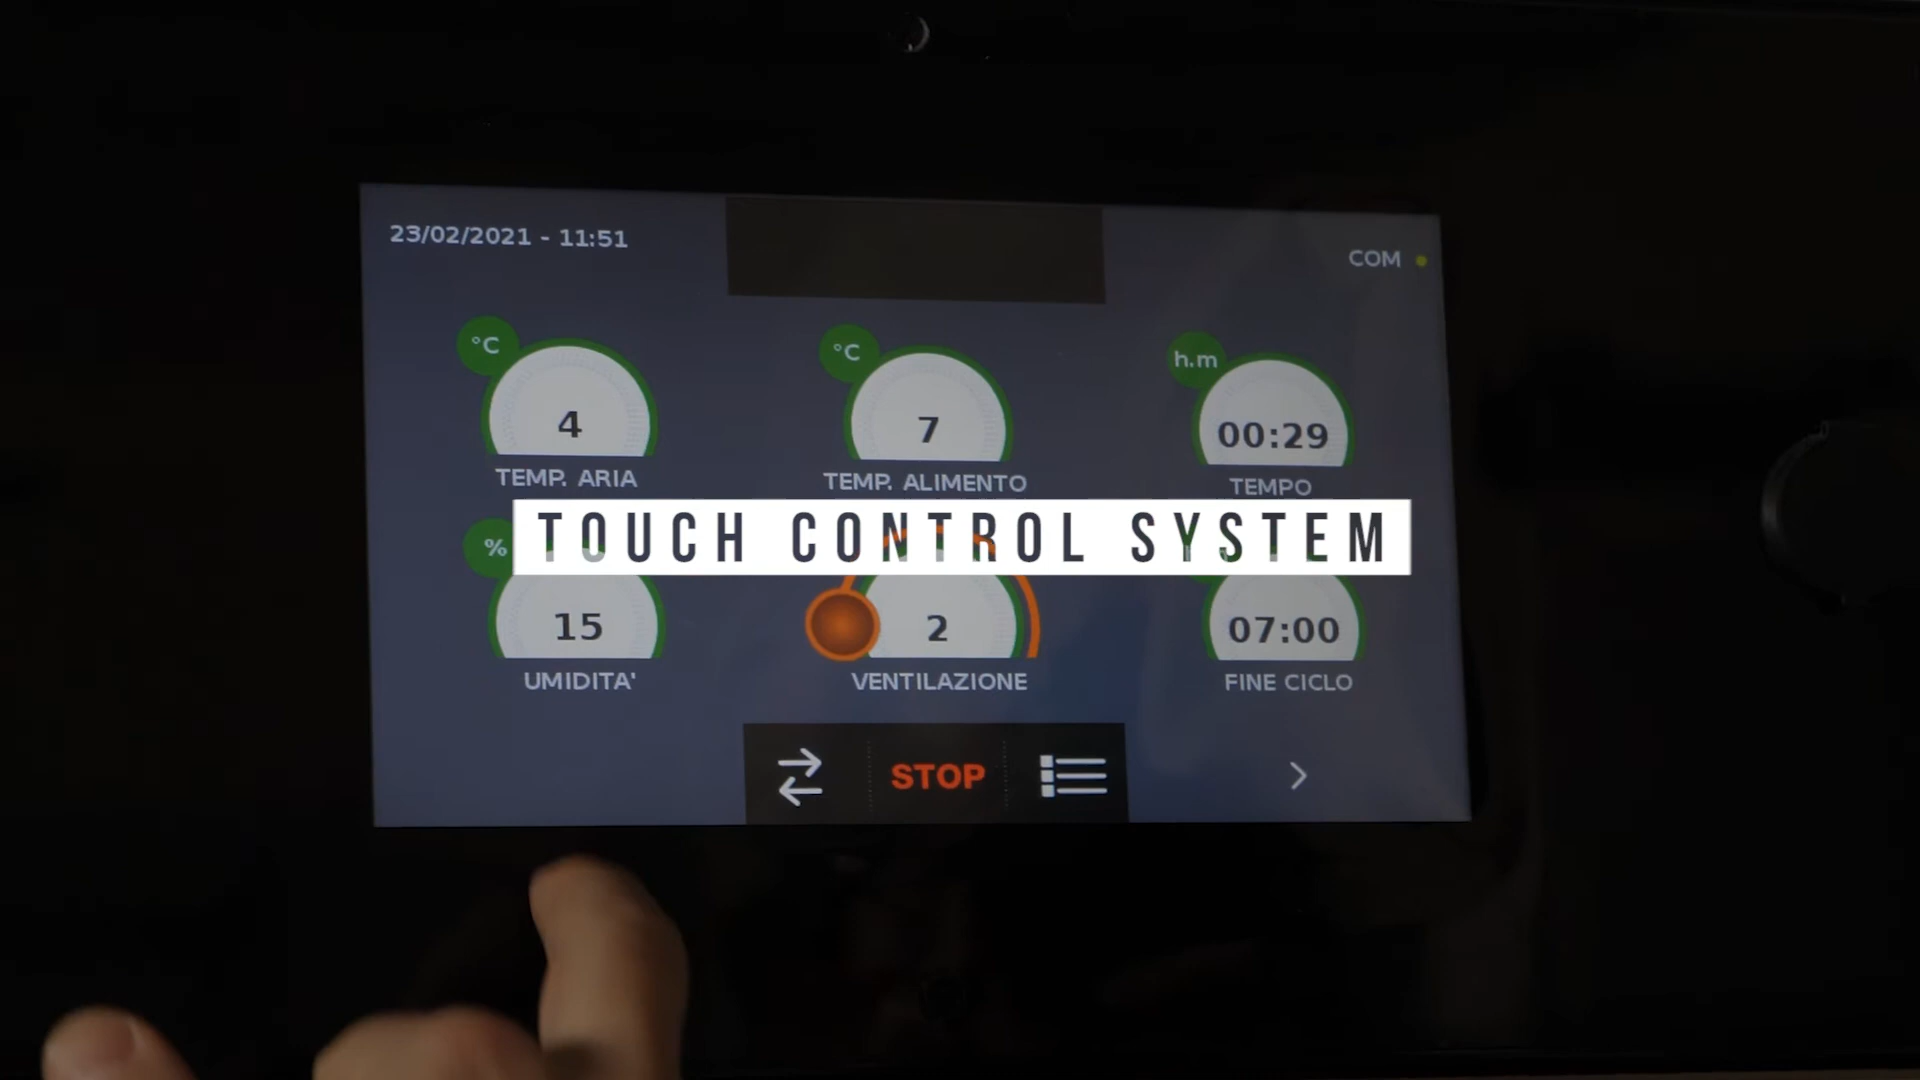 23/02/2021 - 11:51
COM
°C
4
TEMP. ARIA
°C
7
TEMP. ALIMENTO
h.m
00:29
TEMPO
TOUCH CONTROL SYSTEM
%
15
UMIDITA'
2
VENTILAZIONE
07:00
FINE CICLO
STOP